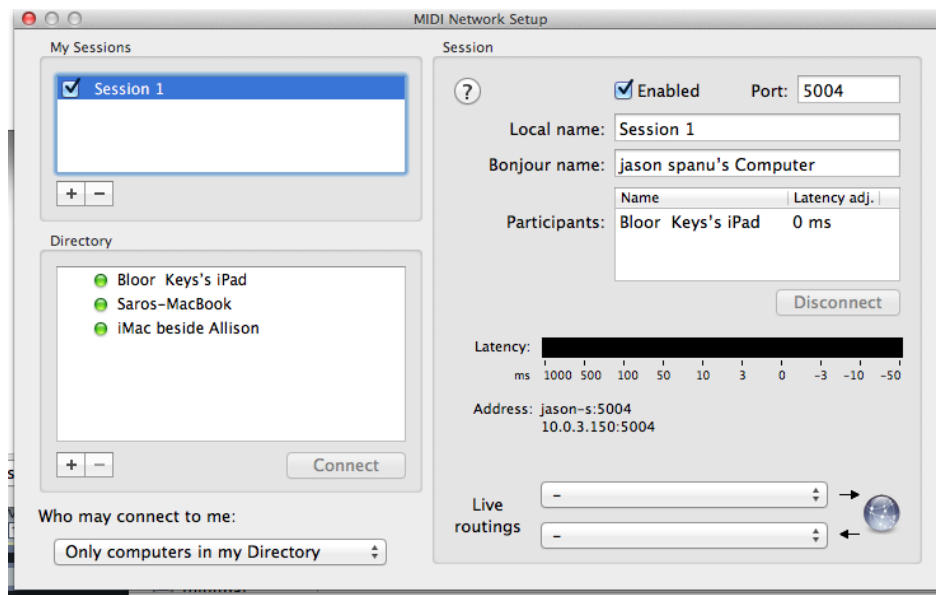 MIDI Network Setup
My Sessions
Session 1
+ −
Directory
Bloor Keys's iPad
Saros-MacBook
iMac beside Allison
+ −
Connect
Who may connect to me:
Only computers in my Directory
Session
?
Enabled Port: 5004
Local name: Session 1
Bonjour name: jason spanu's Computer
Name Latency adj.
Participants: Bloor Keys's iPad 0 ms
Disconnect
Latency:
ms 1000 500 100 50 10 3 0 -3 -10 -50
Address: jason-s:5004
10.0.3.150:5004
Live
routings
-
-